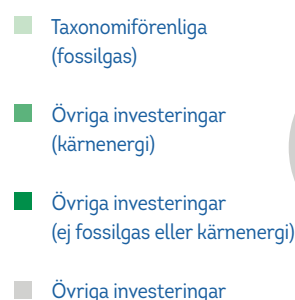 Taxonomiförenliga
(fossilgas)
Övriga investeringar
(kärnenergi)
Övriga investeringar
(ej fossilgas eller kärnenergi)
Övriga investeringar